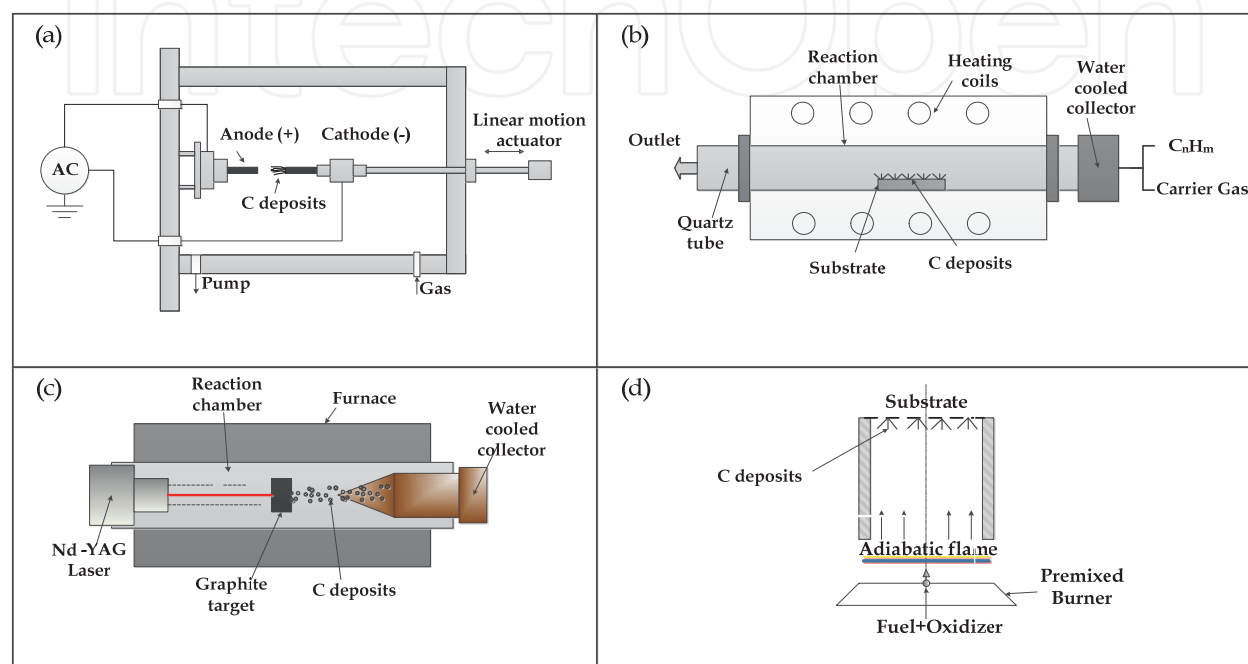 (a)
Linear motion
actuator
Anode (+)
Cathode (-)
AC
C deposits
Pump
Gas
(b)
Reaction
chamber
Heating
coils
Water
cooled
collector
Outlet
CnHm
Carrier Gas
Quartz
tube
Substrate
C deposits
(c)
Reaction
chamber
Furnace
Water
cooled
collector
Nd -YAG
Laser
Graphite
target
C deposits
(d)
Substrate
C deposits
Adiabatic flame
Premixed
Burner
Fuel+Oxidizer